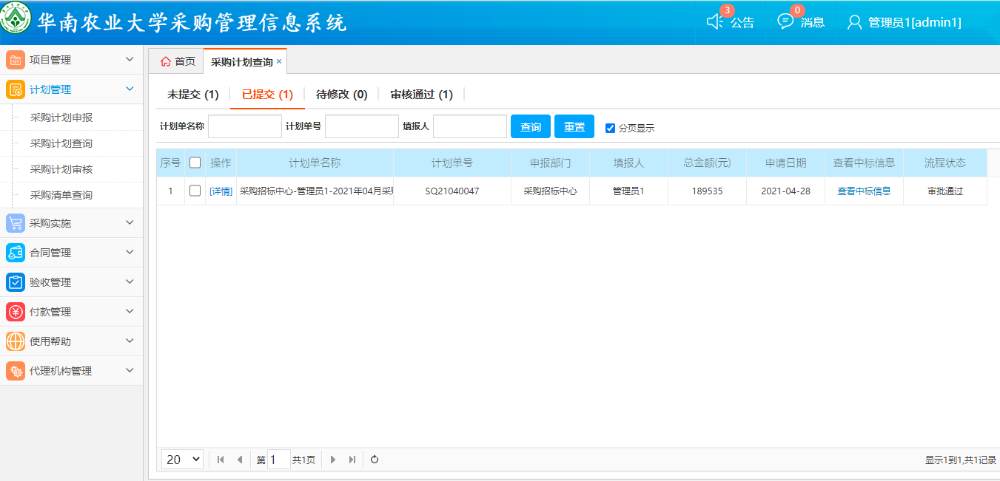 华南农业大学采购管理信息系统
3
公告
0
消息
管理员1[admin1]
项目管理
计划管理
采购计划申报
采购计划查询
采购计划审核
采购清单查询
采购实施
合同管理
验收管理
付款管理
使用帮助
代理机构管理
首页 采购计划查询 ×
未提交 (1) 已提交 (1) 待修改 (0) 审核通过 (1)
计划单名称 计划单号 填报人 查询 重置 分页显示
序号 操作 计划单名称 计划单号 申报部门 填报人 总金额(元) 申请日期 查看中标信息 流程状态
1 [详情] 采购招标中心-管理员1-2021年04月采 SQ21040047 采购招标中心 管理员1 189535 2021-04-28 查看中标信息 审批通过
20 第 1 共1页 显示1到1,共1记录